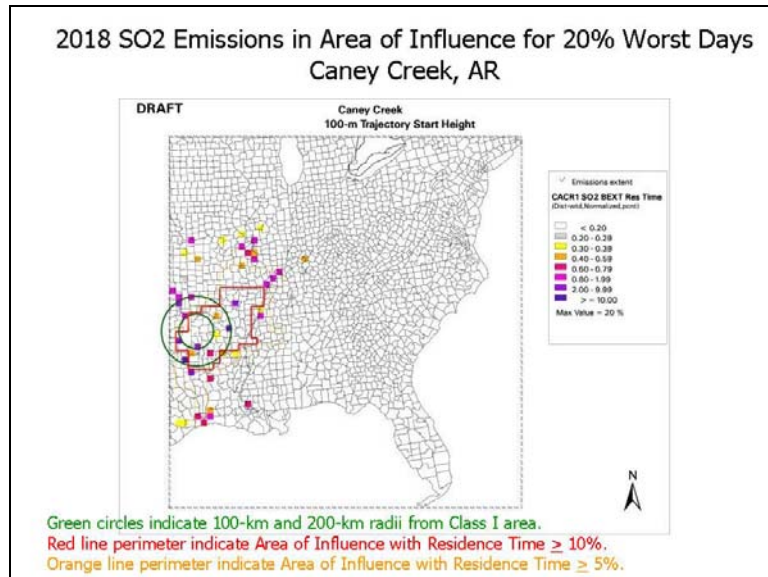 2018 SO2 Emissions in Area of Influence for 20% Worst Days
Caney Creek, AR
DRAFT
Caney Creek
100-m Trajectory Start Height
Emissions extent
CACR1 SO2 BEXT Res Time
(Dist-wtd,Normalized,pcnt)
< 0.20
0.20 - 0.29
0.30 - 0.39
0.40 - 0.59
0.60 - 0.79
0.80 - 1.99
2.00 - 9.99
> = 10.00
Max Value = 20 %
N
Green circles indicate 100-km and 200-km radii from Class I area.
Red line perimeter indicate Area of Influence with Residence Time ≥ 10%.
Orange line perimeter indicate Area of Influence with Residence Time ≥ 5%.